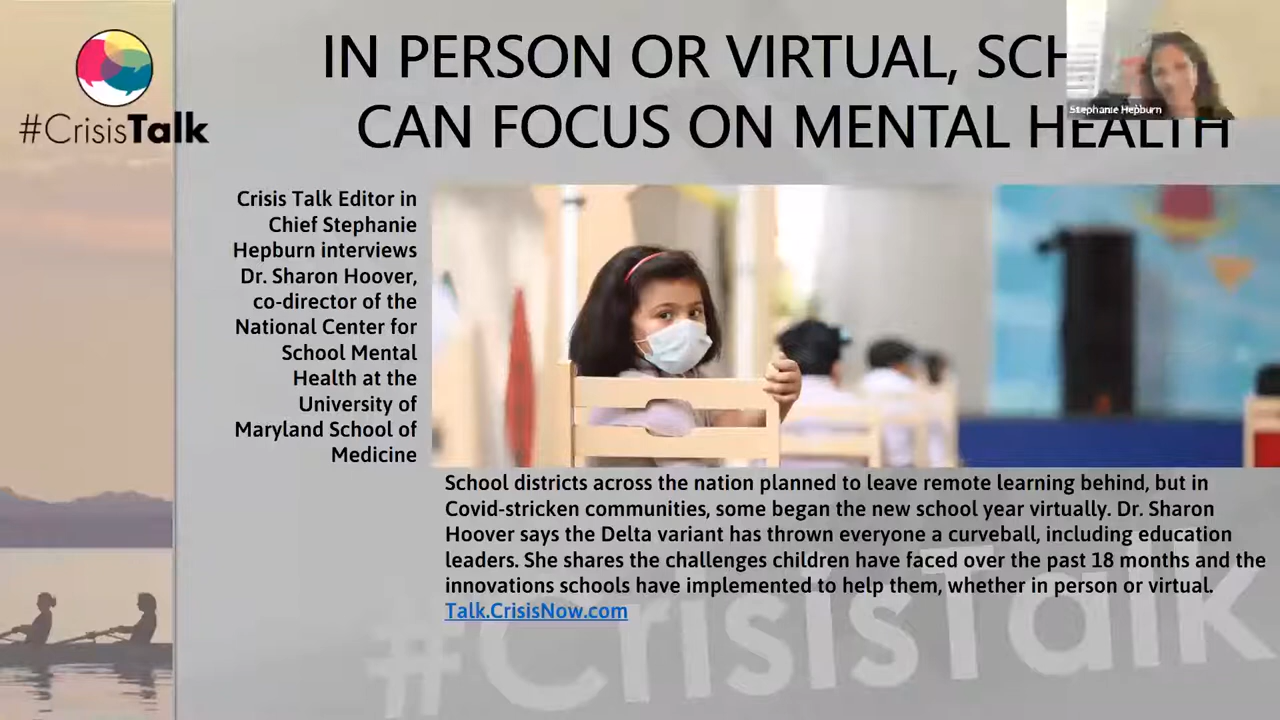 #CrisisTalk
IN PERSON OR VIRTUAL, SCH
CAN FOCUS ON MENTAL HEALTH
Stephanie Hepburn
Crisis Talk Editor in
Chief Stephanie
Hepburn interviews
Dr. Sharon Hoover,
co-director of the
National Center for
School Mental
Health at the
University of
Maryland School of
Medicine
School districts across the nation planned to leave remote learning behind, but in
Covid-stricken communities, some began the new school year virtually. Dr. Sharon
Hoover says the Delta variant has thrown everyone a curveball, including education
leaders. She shares the challenges children have faced over the past 18 months and the
innovations schools have implemented to help them, whether in person or virtual.
Talk.CrisisNow.com
#CrisisTalk